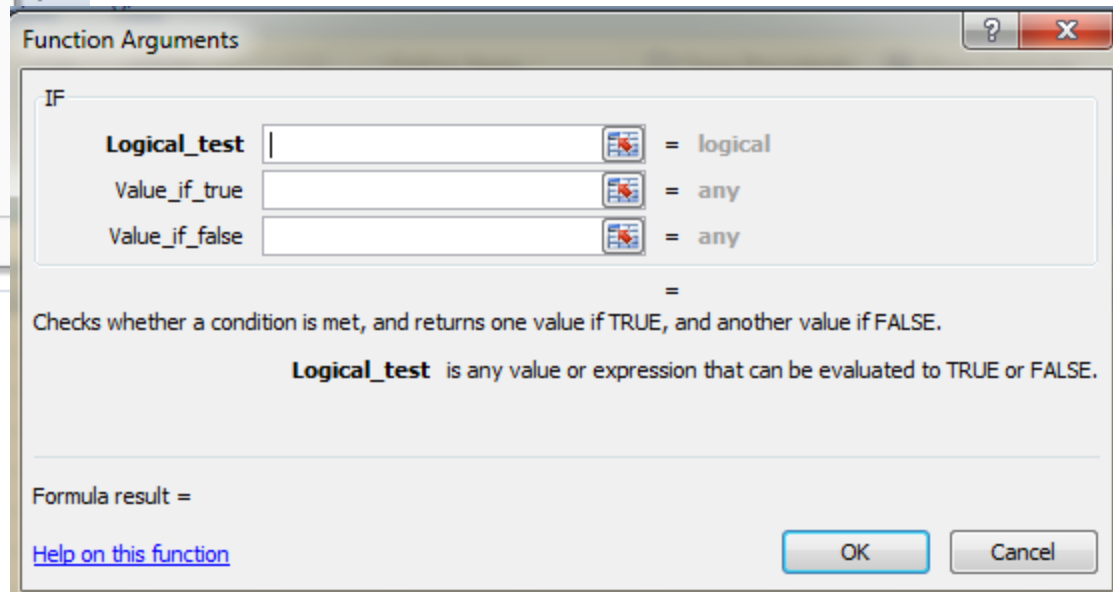 Function Arguments
IF
Logical_test = logical
Value_if_true = any
Value_if_false = any
=
Checks whether a condition is met, and returns one value if TRUE, and another value if FALSE.
Logical_test is any value or expression that can be evaluated to TRUE or FALSE.
Formula result =
Help on this function
OK Cancel